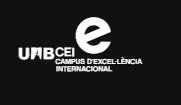 e
UAB CEI
CAMPUS D'EXCEL·LÈNCIA
INTERNACIONAL